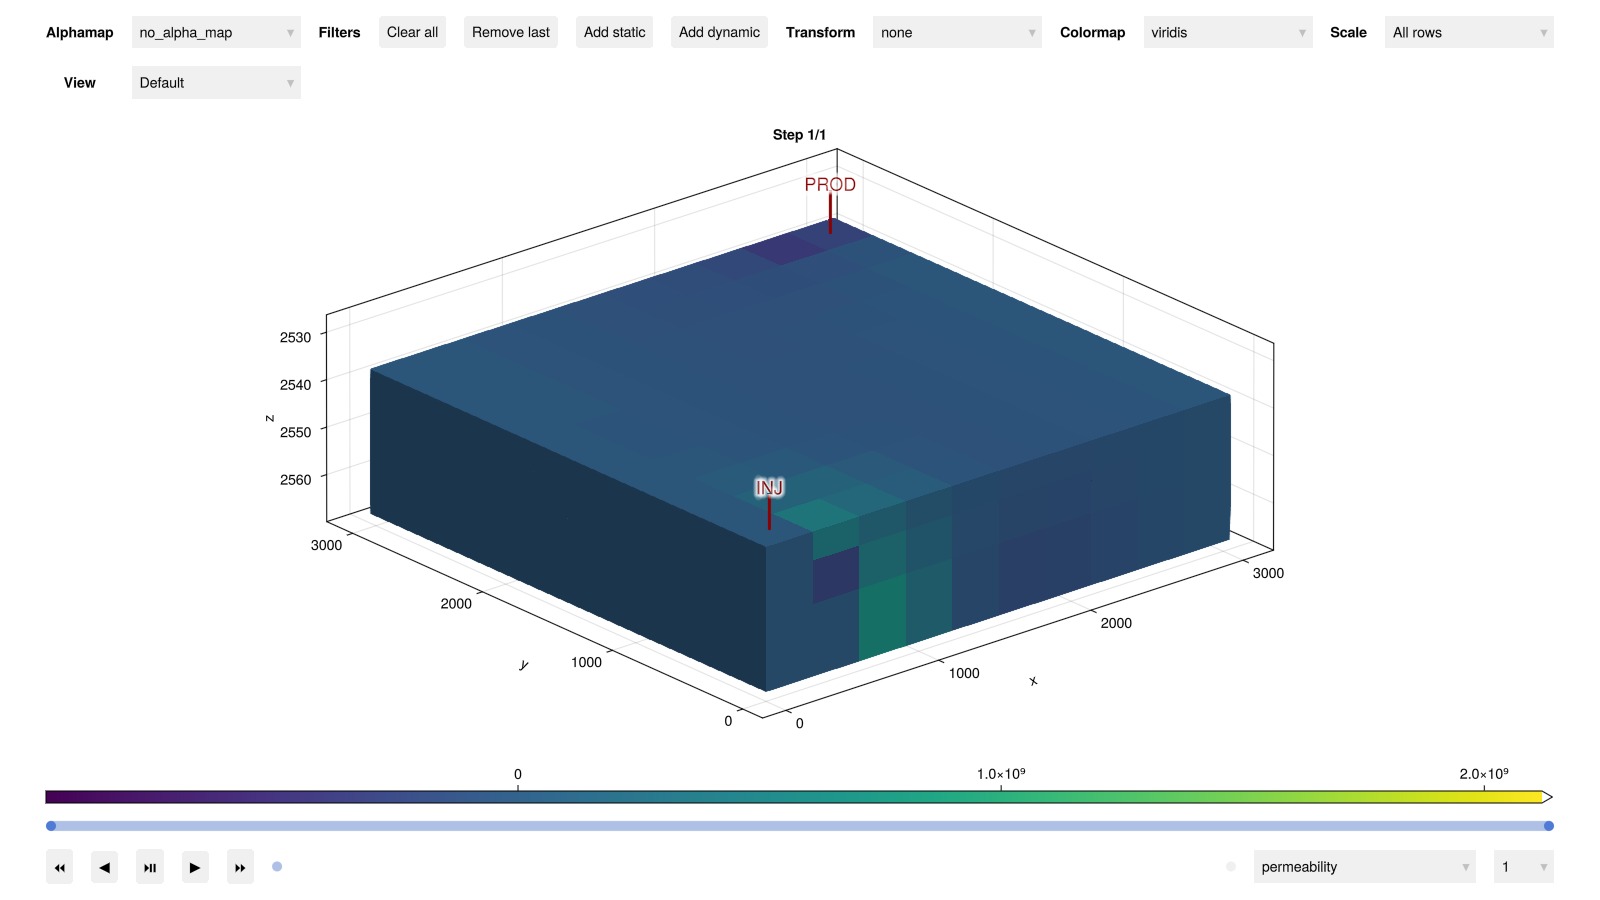 Alphamap no_alpha_map Filters Clear all Remove last Add static Add dynamic Transform none Colormap viridis Scale All rows
View Default
Step 1/1
PROD
2530
2540
2550
2560
z
INJ
3000
2000
1000
0
y
0
1000
2000
3000
x
0 1.0×10⁹ 2.0×10⁹
permeability 1